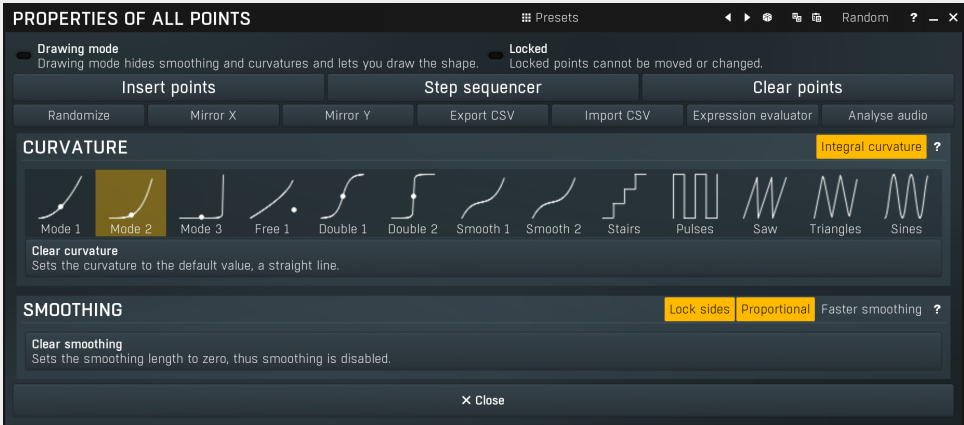 PROPERTIES OF ALL POINTS Presets Random ?
Drawing mode Locked
Drawing mode hides smoothing and curvatures and lets you draw the shape. Locked points cannot be moved or changed.
Insert points Step sequencer Clear points
Randomize Mirror X Mirror Y Export CSV Import CSV Expression evaluator Analyse audio
CURVATURE Integral curvature ?
Mode 1 Mode 2 Mode 3 Free 1 Double 1 Double 2 Smooth 1 Smooth 2 Stairs Pulses Saw Triangles Sines
Clear curvature
Sets the curvature to the default value, a straight line.
SMOOTHING Lock sides Proportional Faster smoothing ?
Clear smoothing
Sets the smoothing length to zero, thus smoothing is disabled.
Close